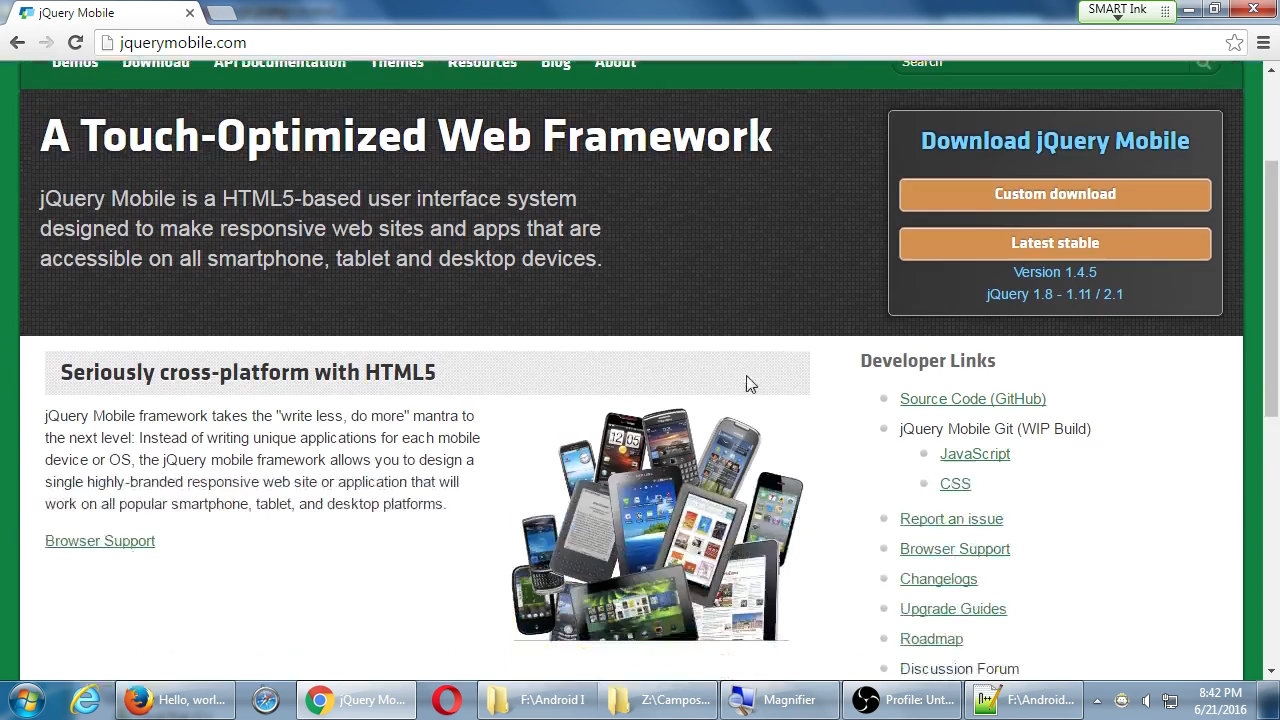 jQuery Mobile
SMART Ink
jquerymobile.com
Demos Download API Documentation Themes Resources Blog About
Search
A Touch-Optimized Web Framework
jQuery Mobile is a HTML5-based user interface system
designed to make responsive web sites and apps that are
accessible on all smartphone, tablet and desktop devices.
Download jQuery Mobile
Custom download
Latest stable
Version 1.4.5
jQuery 1.8 - 1.11 / 2.1
Seriously cross-platform with HTML5
jQuery Mobile framework takes the "write less, do more" mantra to
the next level: Instead of writing unique applications for each mobile
device or OS, the jQuery mobile framework allows you to design a
single highly-branded responsive web site or application that will
work on all popular smartphone, tablet, and desktop platforms.
Browser Support
12:05
Developer Links
Source Code (GitHub)
jQuery Mobile Git (WIP Build)
JavaScript
CSS
Report an issue
Browser Support
Changelogs
Upgrade Guides
Roadmap
Discussion Forum
Hello, worl...
jQuery Mo...
F:\Android I
Z:\Campos...
Magnifier
Profile: Unt...
F:\Android...
8:42 PM
6/21/2016